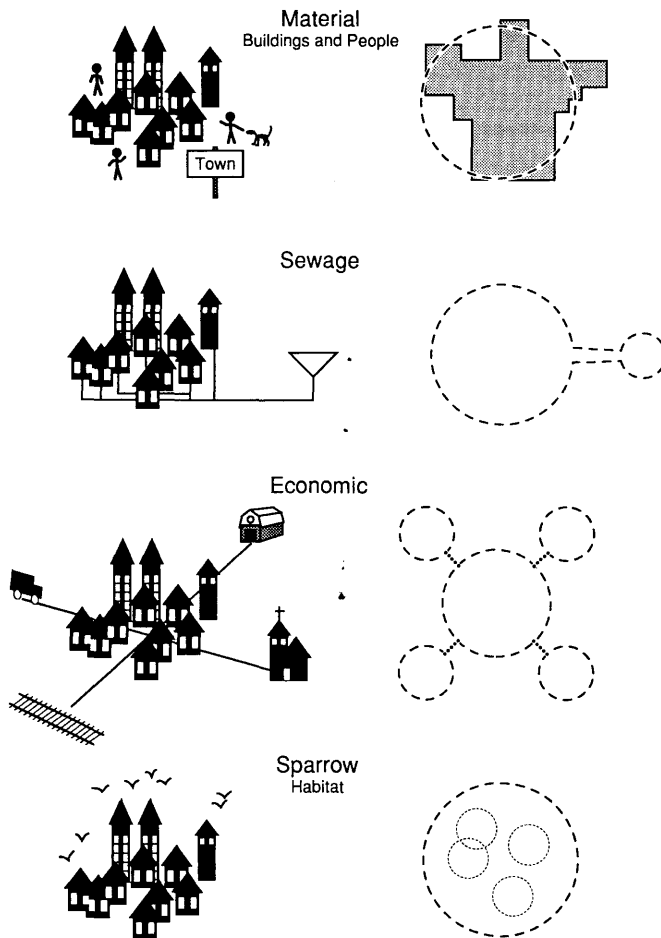 Material
Buildings and People
Town
Sewage
Economic
Sparrow
Habitat